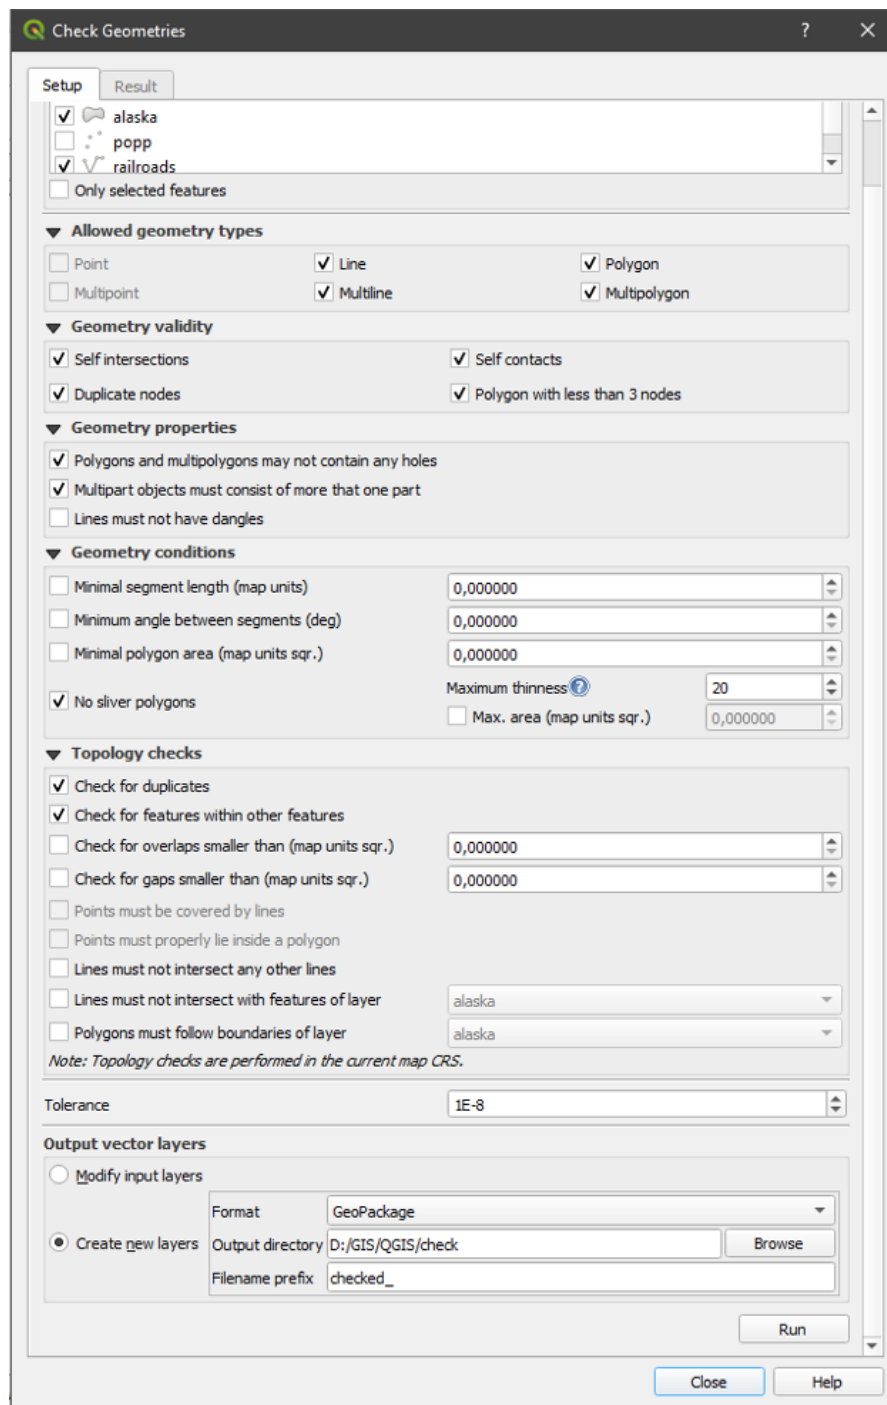 Check Geometries ?
Setup Result
alaska
popp
railroads
Only selected features
Allowed geometry types
Point Line Polygon
Multipoint Multiline Multipolygon
Geometry validity
Self intersections Self contacts
Duplicate nodes Polygon with less than 3 nodes
Geometry properties
Polygons and multipolygons may not contain any holes
Multipart objects must consist of more that one part
Lines must not have dangles
Geometry conditions
Minimal segment length (map units) 0,000000
Minimum angle between segments (deg) 0,000000
Minimal polygon area (map units sqr.) 0,000000
No sliver polygons Maximum thinness ? 20
Max. area (map units sqr.) 0,000000
Topology checks
Check for duplicates
Check for features within other features
Check for overlaps smaller than (map units sqr.) 0,000000
Check for gaps smaller than (map units sqr.) 0,000000
Points must be covered by lines
Points must properly lie inside a polygon
Lines must not intersect any other lines
Lines must not intersect with features of layer alaska
Polygons must follow boundaries of layer alaska
Note: Topology checks are performed in the current map CRS.
Tolerance 1E-8
Output vector layers
Modify input layers
Format GeoPackage
Create new layers Output directory D:/GIS/QGIS/check Browse
Filename prefix checked_
Run
Close Help